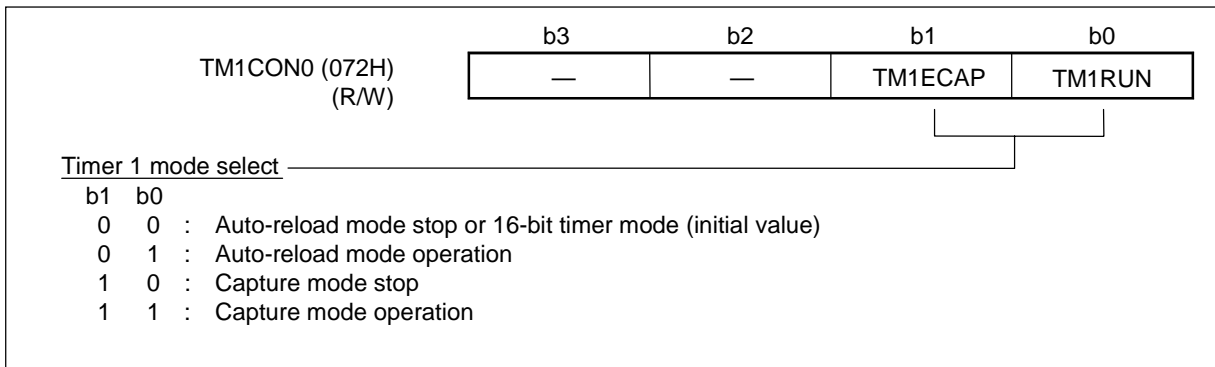 b3 b2 b1 b0
TM1CON0 (072H) — — TM1ECAP TM1RUN
(R/W)
Timer 1 mode select
b1 b0
0 0 : Auto-reload mode stop or 16-bit timer mode (initial value)
0 1 : Auto-reload mode operation
1 0 : Capture mode stop
1 1 : Capture mode operation